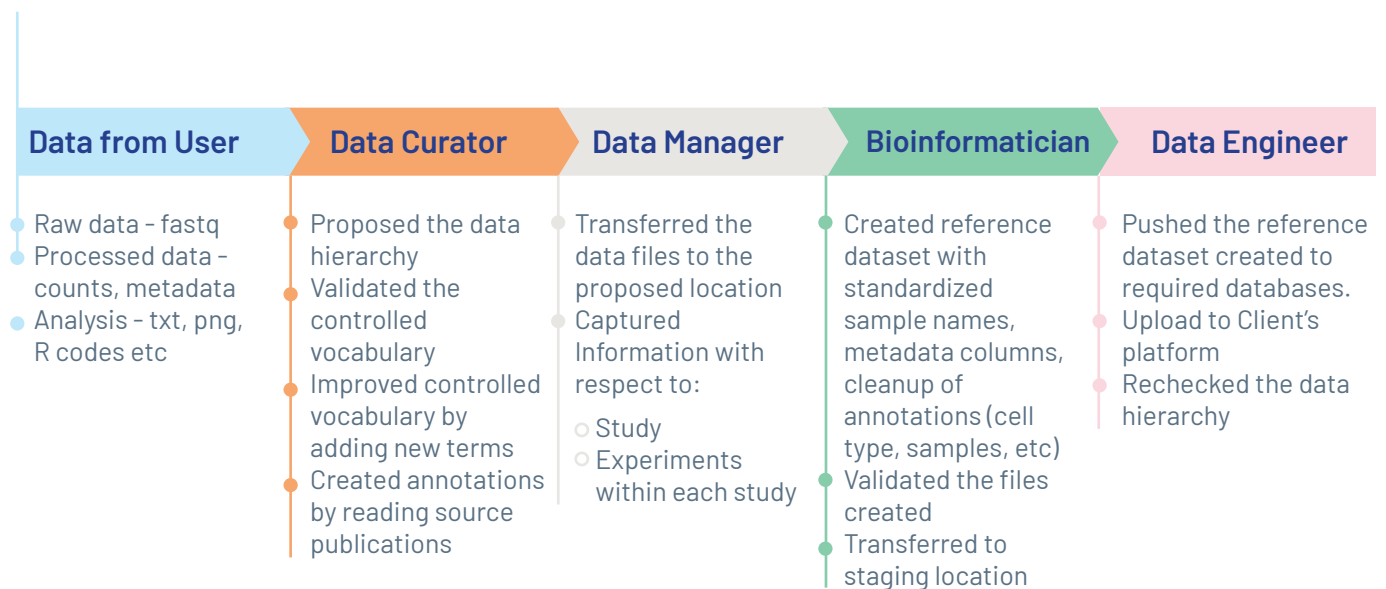 Data from User
Raw data - fastq
Processed data -
counts, metadata
Analysis - txt, png,
R codes etc
Data Curator
Proposed the data
hierarchy
Validated the
controlled
vocabulary
Improved controlled
vocabulary by
adding new terms
Created annotations
by reading source
publications
Data Manager
Transferred the
data files to the
proposed location
Captured
Information with
respect to:
Study
Experiments
within each study
Bioinformatician
Created reference
dataset with
standardized
sample names,
metadata columns,
cleanup of
annotations (cell
type, samples, etc)
Validated the files
created
Transferred to
staging location
Data Engineer
Pushed the reference
dataset created to
required databases.
Upload to Client’s
platform
Rechecked the data
hierarchy